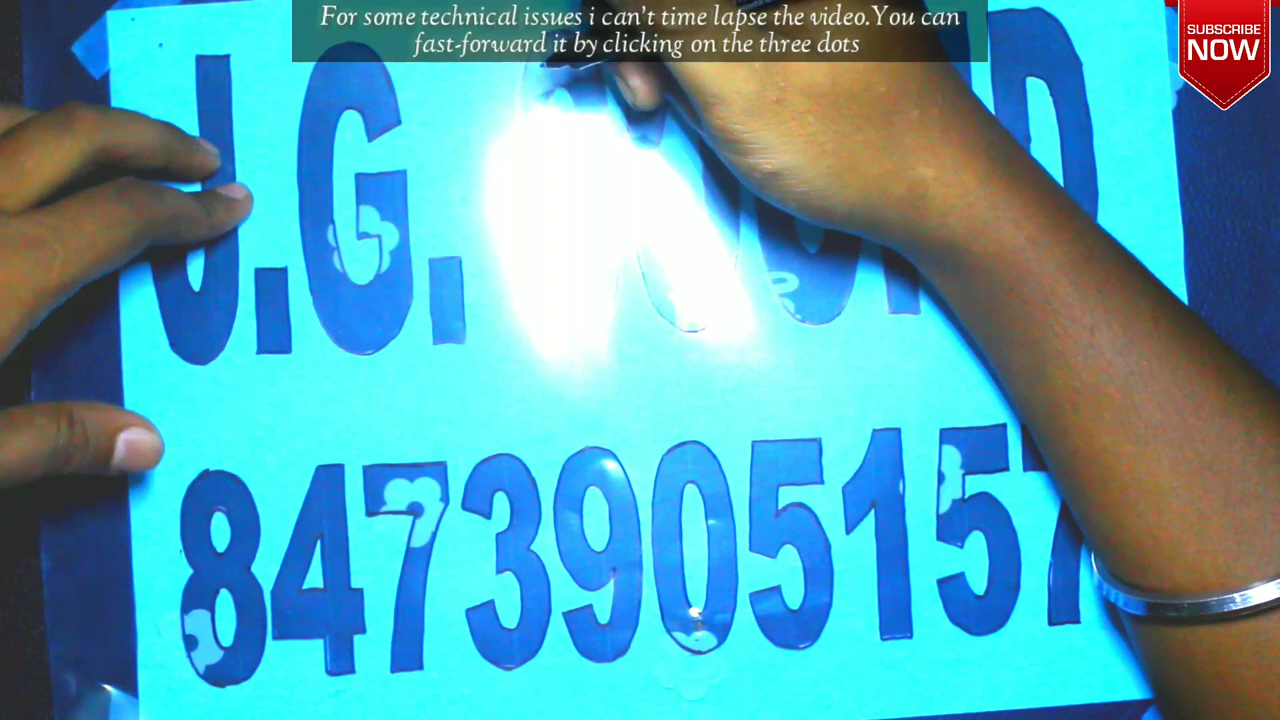 For some technical issues i can't time lapse the video.You can
fast-forward it by clicking on the three dots
SUBSCRIBE
NOW
J.G.
8473905157